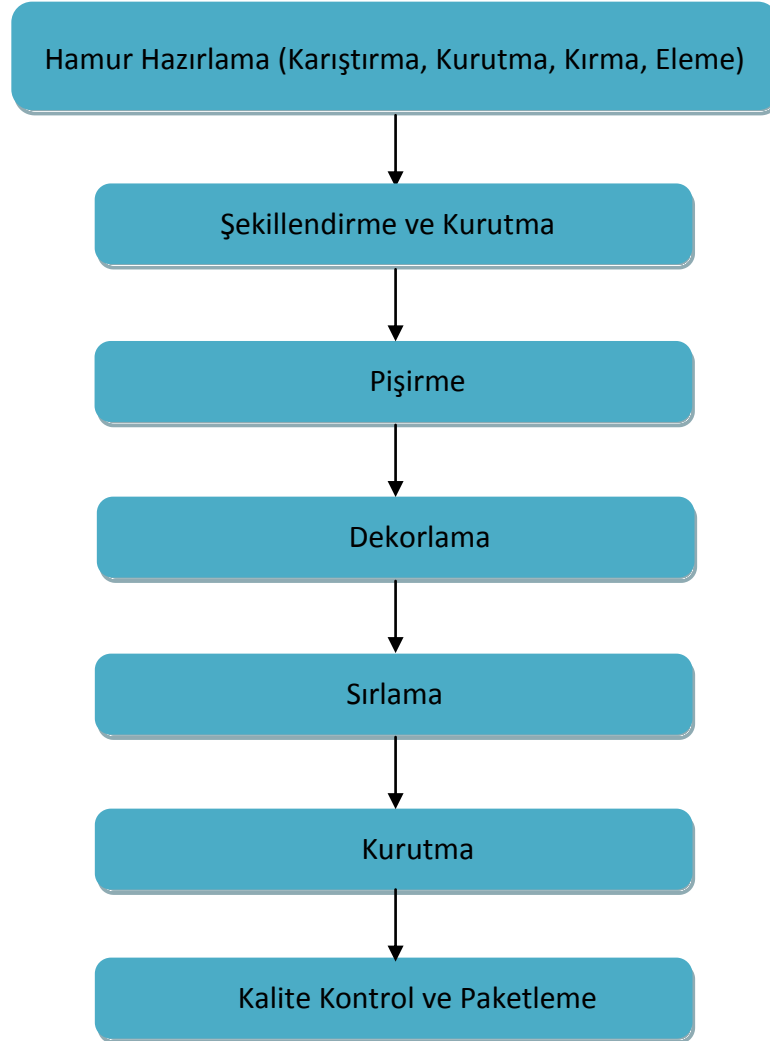 Hamur Hazırlama (Karıştırma, Kurutma, Kırma, Eleme)
Şekillendirme ve Kurutma
Pişirme
Dekorlama
Sırlama
Kurutma
Kalite Kontrol ve Paketleme